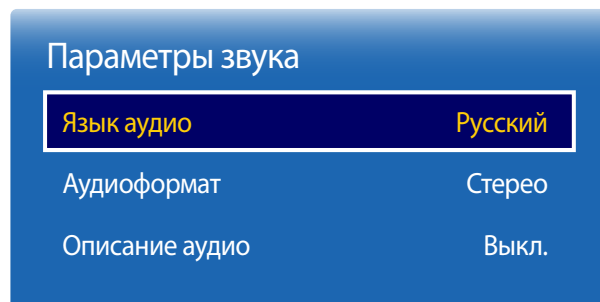 Параметры звука
Язык аудио Русский
Аудиоформат Стерео
Описание аудио Выкл.